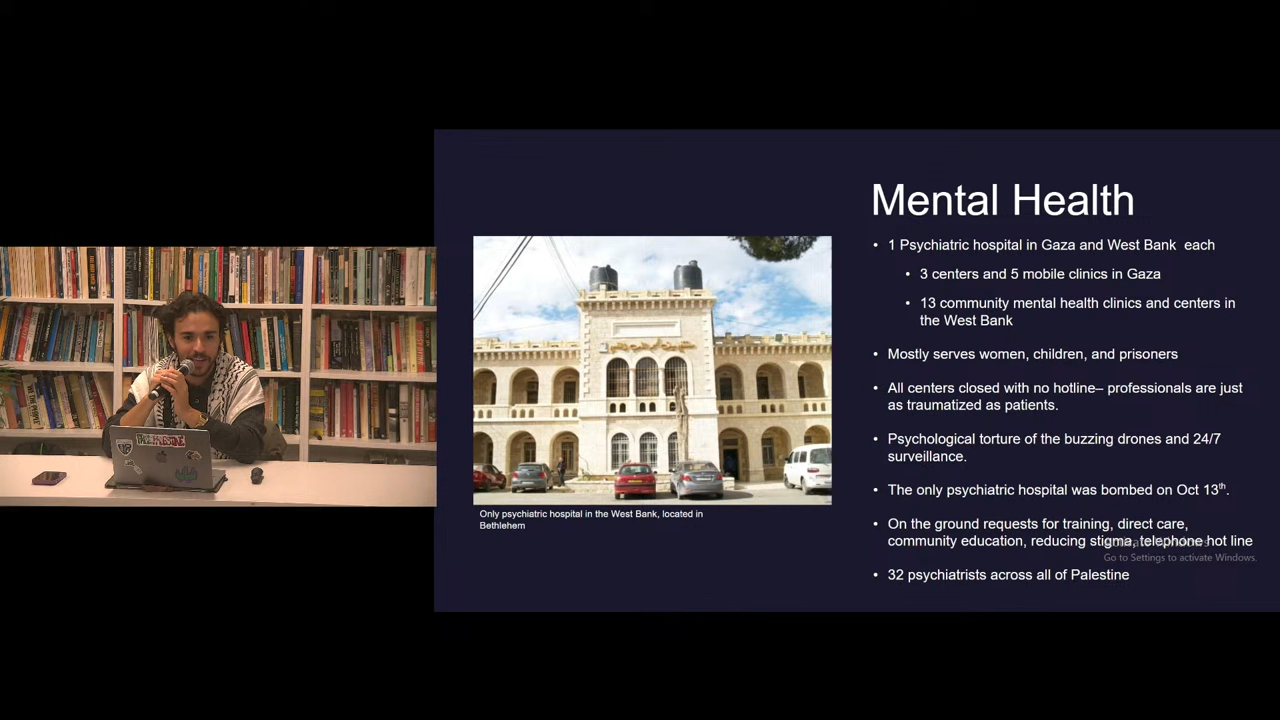 Mental Health
• 1 Psychiatric hospital in Gaza and West Bank each
• 3 centers and 5 mobile clinics in Gaza
• 13 community mental health clinics and centers in
the West Bank
• Mostly serves women, children, and prisoners
• All centers closed with no hotline– professionals are just
as traumatized as patients.
• Psychological torture of the buzzing drones and 24/7
surveillance.
• The only psychiatric hospital was bombed on Oct 13th.
• On the ground requests for training, direct care,
community education, reducing stigma, telephone hot line
• 32 psychiatrists across all of Palestine
Only psychiatric hospital in the West Bank, located in
Bethlehem
Activate Windows
Go to Settings to activate Windows.
FREE PALESTINE